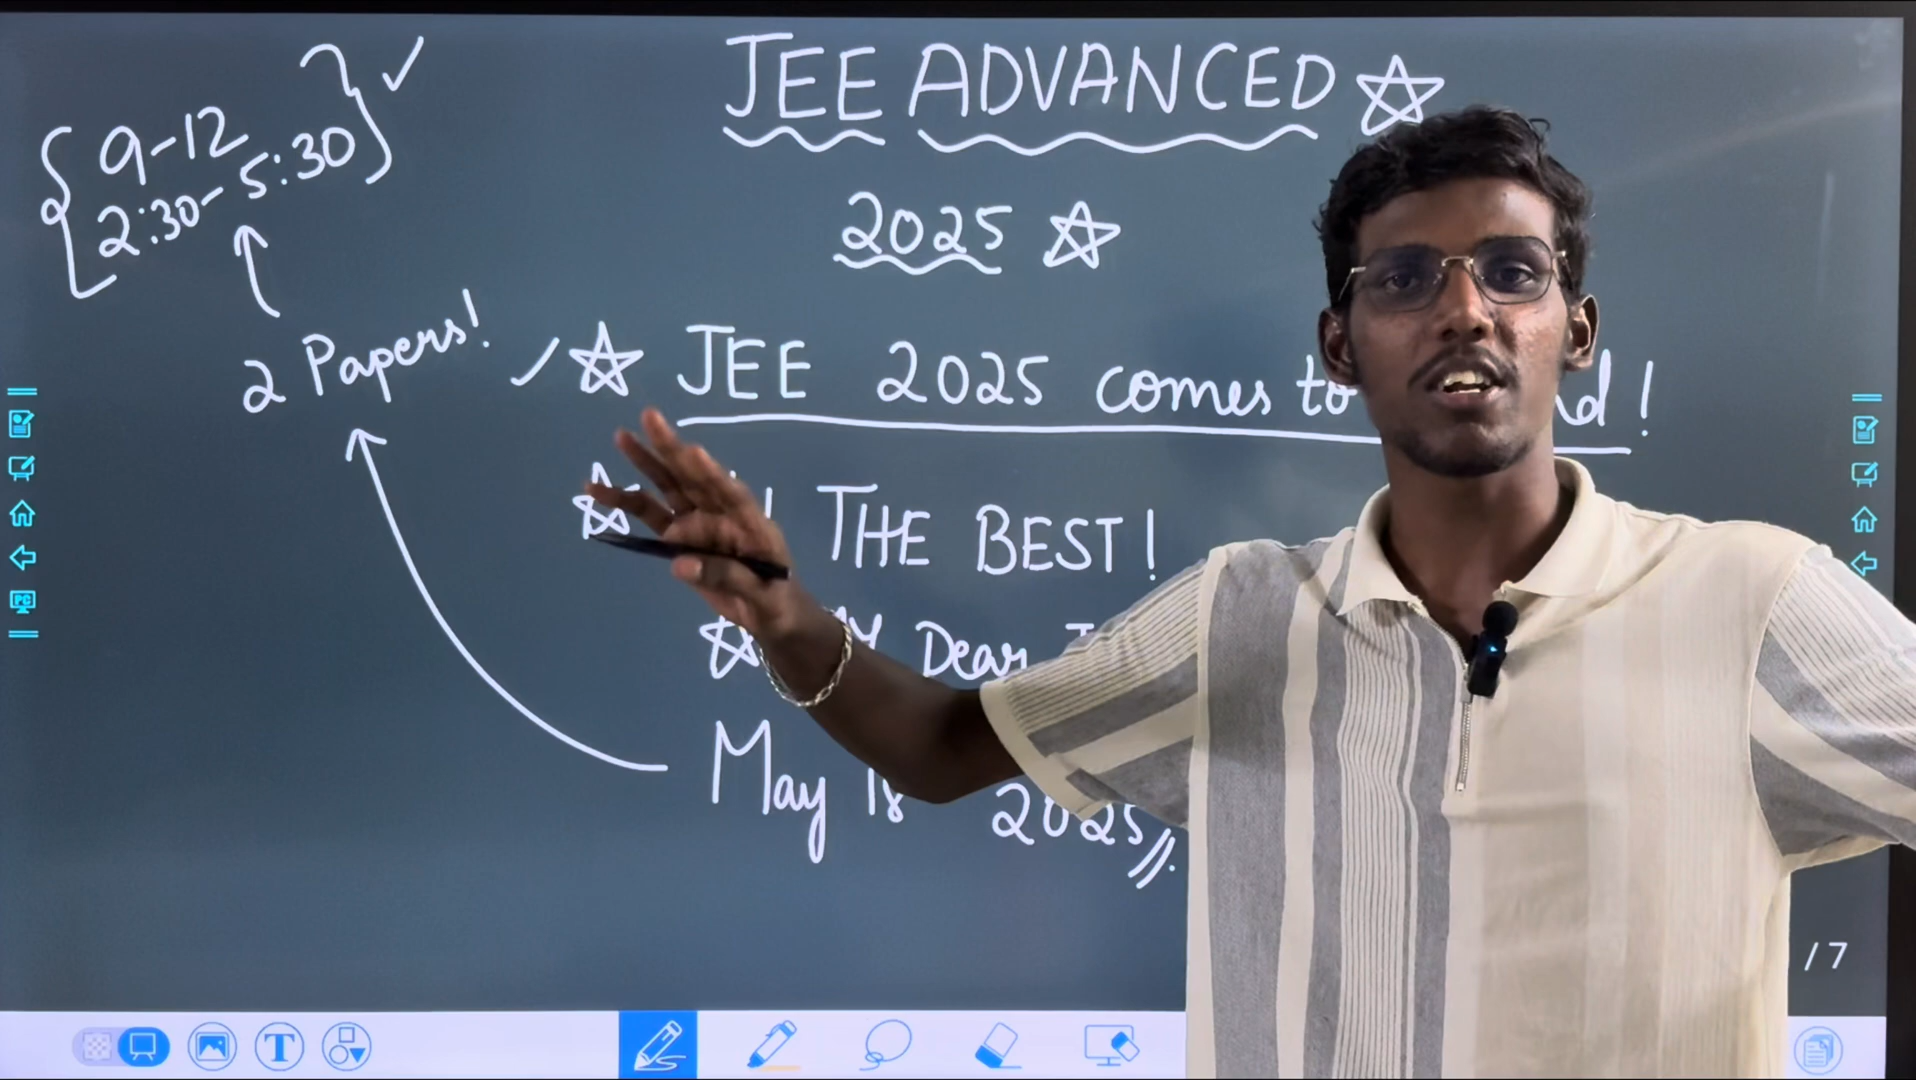 JEE ADVANCED
2025
9-12
2:30-5:30
2 Papers!
JEE 2025 comes to
THE BEST!
Dear
May 18 2025
/ 7
T
PC